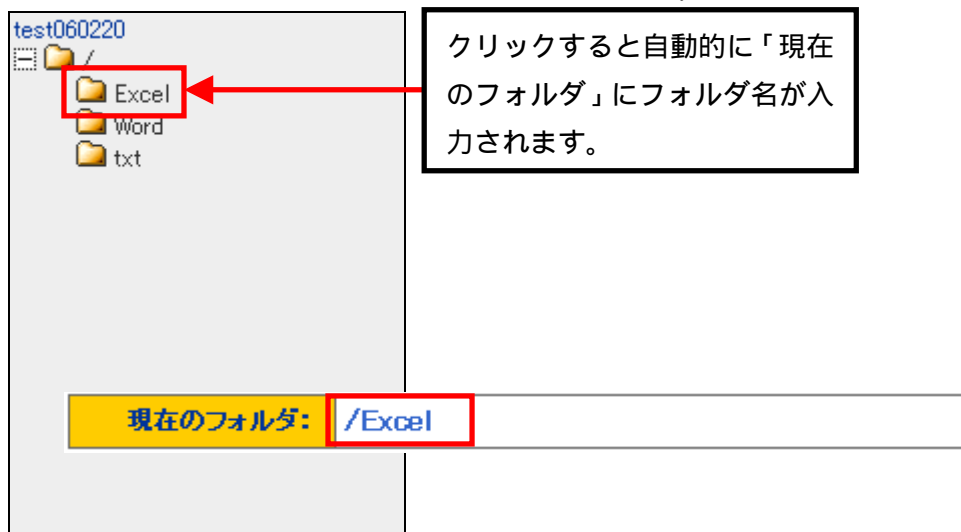 test060220
/
Excel
Word
txt
クリックすると自動的に「現在
のフォルダ」にフォルダ名が入
力されます。
現在のフォルダ: /Excel